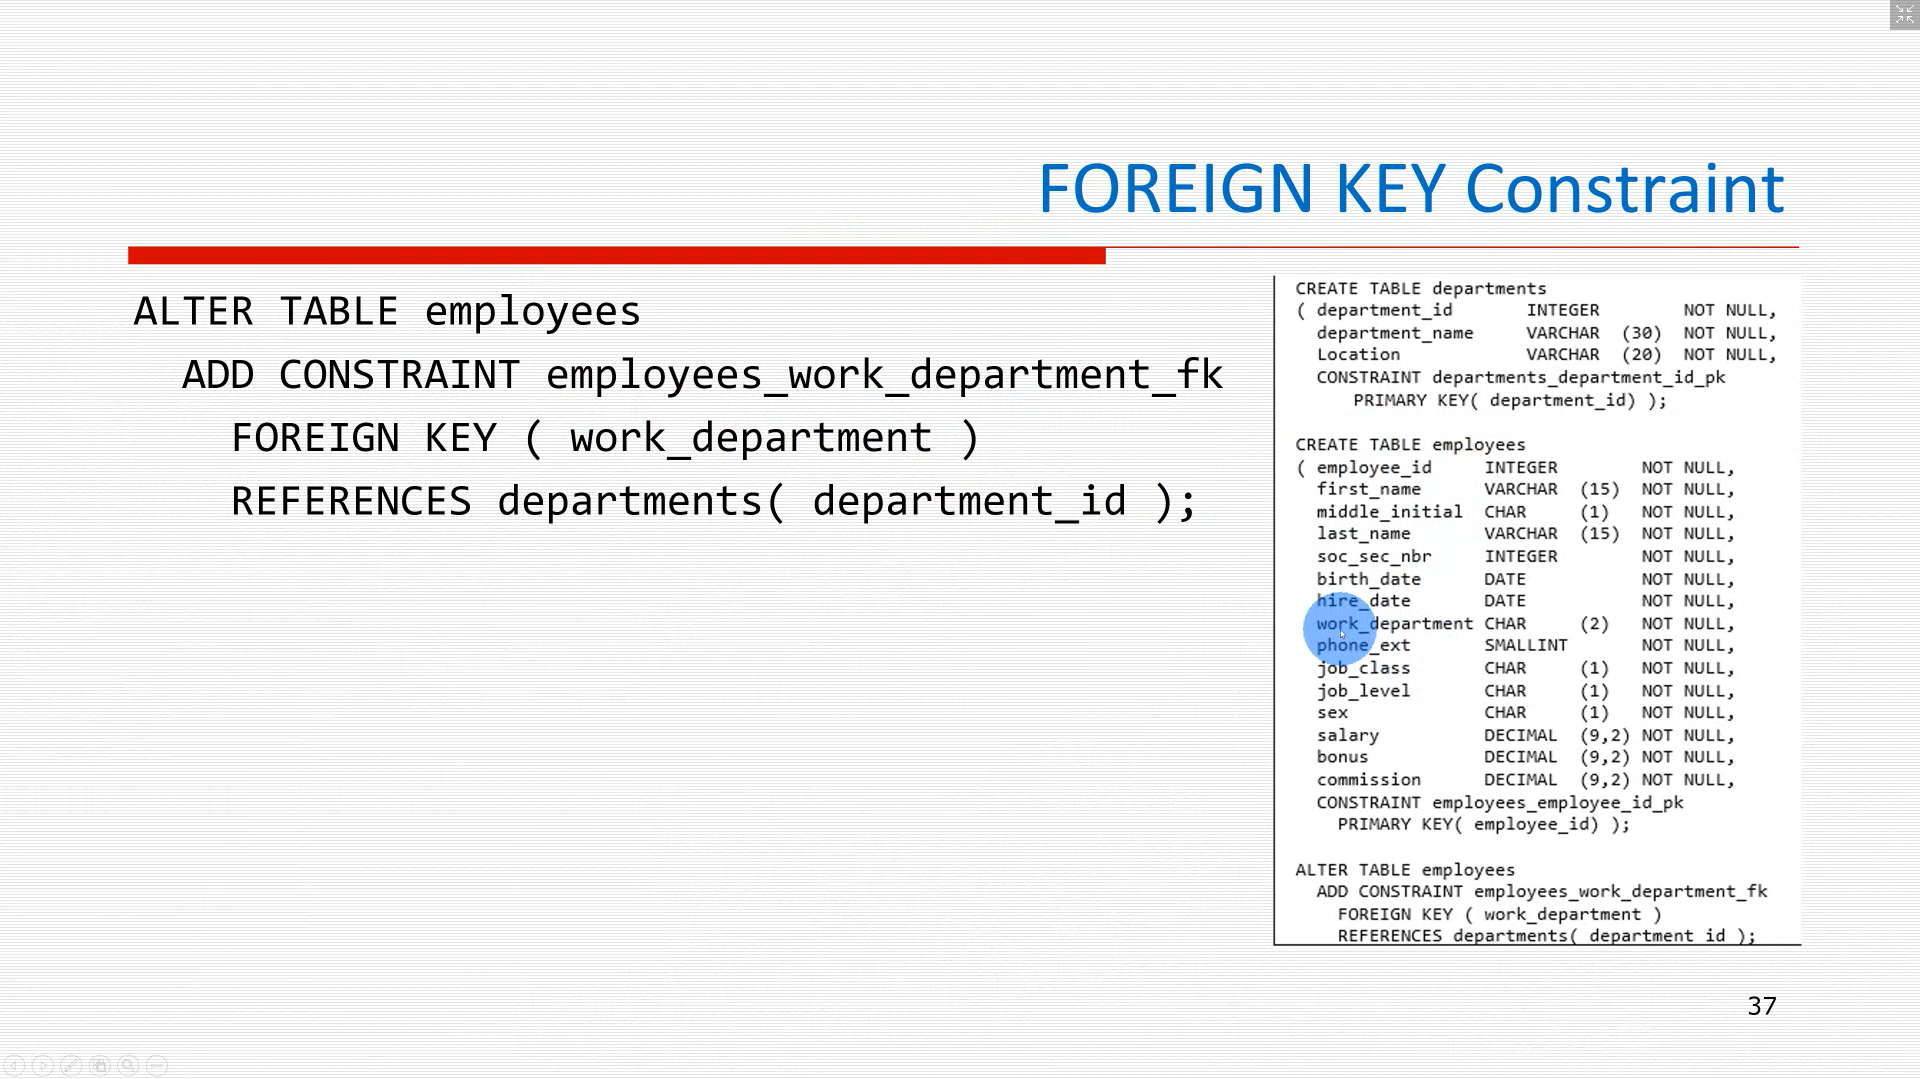 FOREIGN KEY Constraint
ALTER TABLE employees
ADD CONSTRAINT employees_work_department_fk
FOREIGN KEY ( work_department )
REFERENCES departments( department_id );
CREATE TABLE departments
( department_id INTEGER NOT NULL,
department_name VARCHAR (30) NOT NULL,
Location VARCHAR (20) NOT NULL,
CONSTRAINT departments_department_id_pk
PRIMARY KEY( department_id) );
CREATE TABLE employees
( employee_id INTEGER NOT NULL,
first_name VARCHAR (15) NOT NULL,
middle_initial CHAR (1) NOT NULL,
last_name VARCHAR (15) NOT NULL,
soc_sec_nbr INTEGER NOT NULL,
birth_date DATE NOT NULL,
hire_date DATE NOT NULL,
work_department CHAR (2) NOT NULL,
phone_ext SMALLINT NOT NULL,
job_class CHAR (1) NOT NULL,
job_level CHAR (1) NOT NULL,
sex CHAR (1) NOT NULL,
salary DECIMAL (9,2) NOT NULL,
bonus DECIMAL (9,2) NOT NULL,
commission DECIMAL (9,2) NOT NULL,
CONSTRAINT employees_employee_id_pk
PRIMARY KEY( employee_id) );
ALTER TABLE employees
ADD CONSTRAINT employees_work_department_fk
FOREIGN KEY ( work_department )
REFERENCES departments( department_id );
37